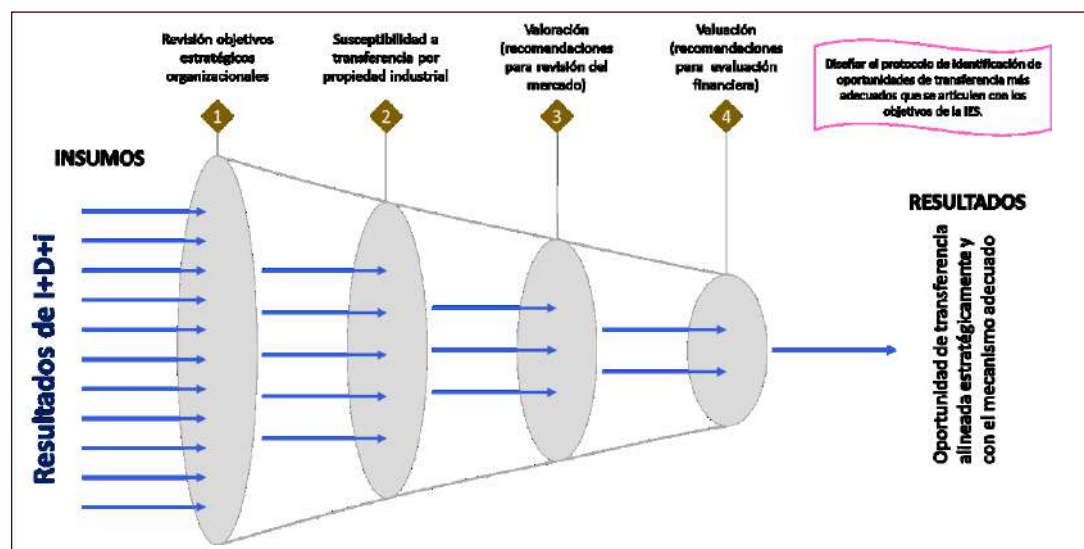 Revisión objetivos
estratégicos
organizacionales
Susceptibilidad a
transferencia por
propiedad industrial
Valoración
(recomendaciones
para revisión del
mercado)
Valuación
(recomendaciones
para evaluación
financiera)
Diseñar el protocolo de identificación de
oportunidades de transferencia más
adecuados que se articulen con los
objetivos de la IES.
1
2
3
4
INSUMOS
Resultados de I+D+i
RESULTADOS
Oportunidad de transferencia
alineada estratégicamente y
con el mecanismo adecuado